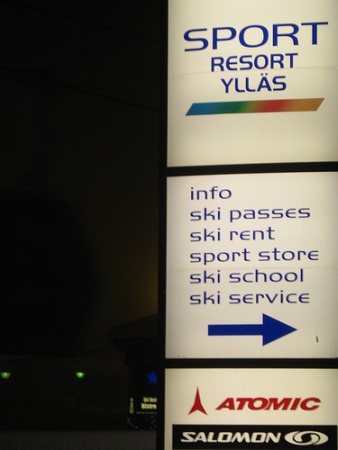 SPORT
RESORT
YLLÄS
info
ski passes
ski rent
sport store
ski school
ski service
ATOMIC
SALOMON